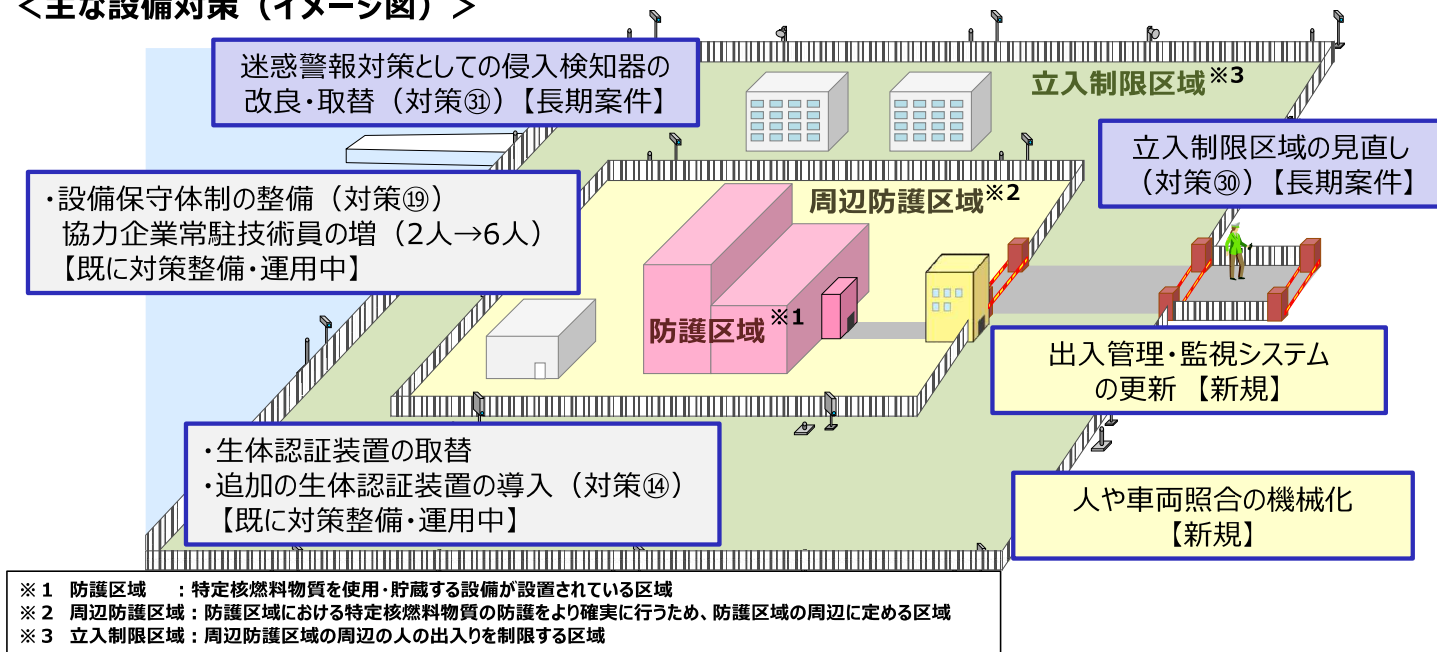 ＜主な設備対策（イメージ図）＞
迷惑警報対策としての侵入検知器の
改良・取替（対策㉛）【長期案件】
立入制限区域※3
立入制限区域の見直し
（対策㉚）【長期案件】
・設備保守体制の整備（対策⑲）
協力企業常駐技術員の増（2人→6人）
【既に対策整備・運用中】
周辺防護区域※2
防護区域※1
出入管理・監視システム
の更新 【新規】
・生体認証装置の取替
・追加の生体認証装置の導入（対策⑭）
【既に対策整備・運用中】
人や車両照合の機械化
【新規】
※１ 防護区域 ：特定核燃料物質を使用・貯蔵する設備が設置されている区域
※２ 周辺防護区域：防護区域における特定核燃料物質の防護をより確実に行うため、防護区域の周辺に定める区域
※３ 立入制限区域：周辺防護区域の周辺の人の出入りを制限する区域